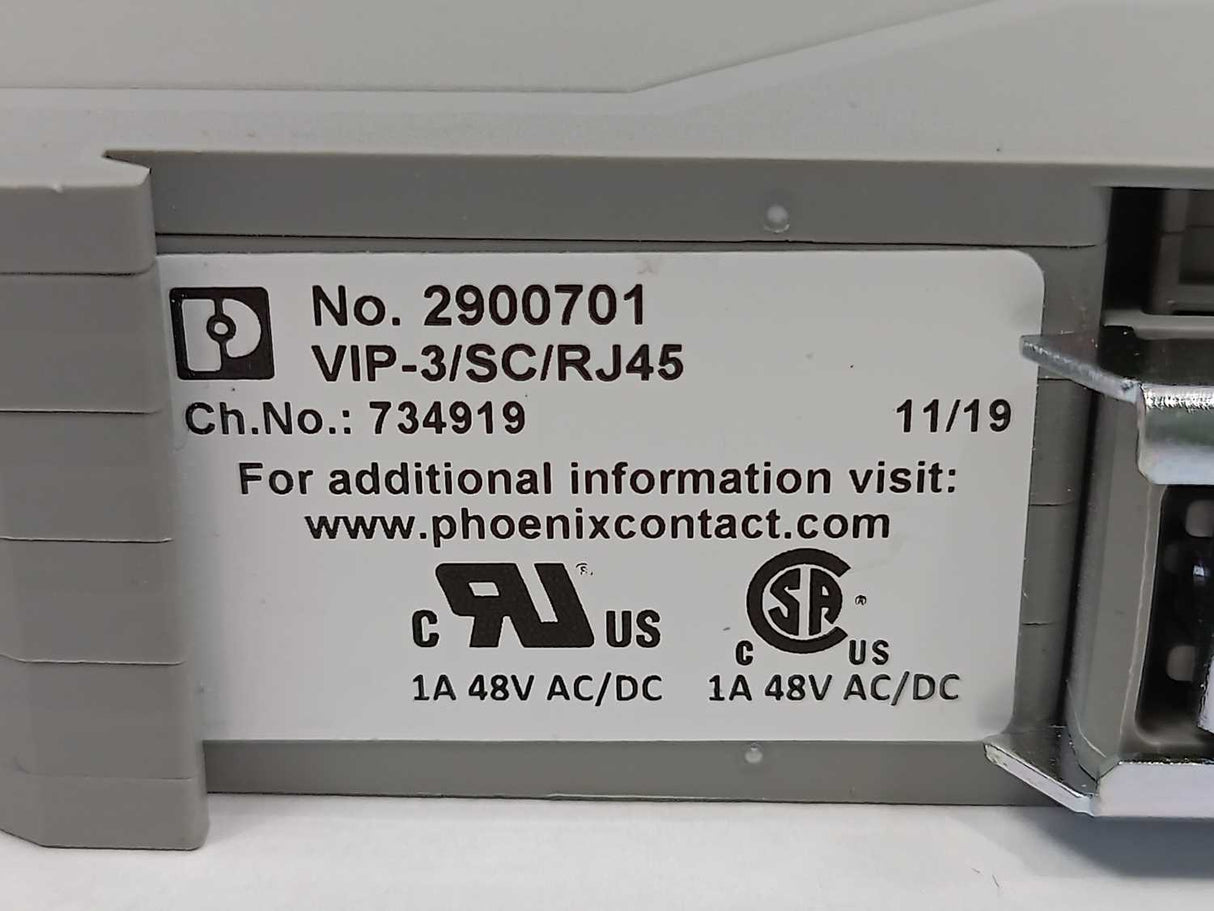 No. 2900701
VIP-3/SC/RJ45
Ch.No.: 734919 11/19
For additional information visit:
www.phoenixcontact.com
C RU ® US C SA ® US
1A 48V AC/DC 1A 48V AC/DC